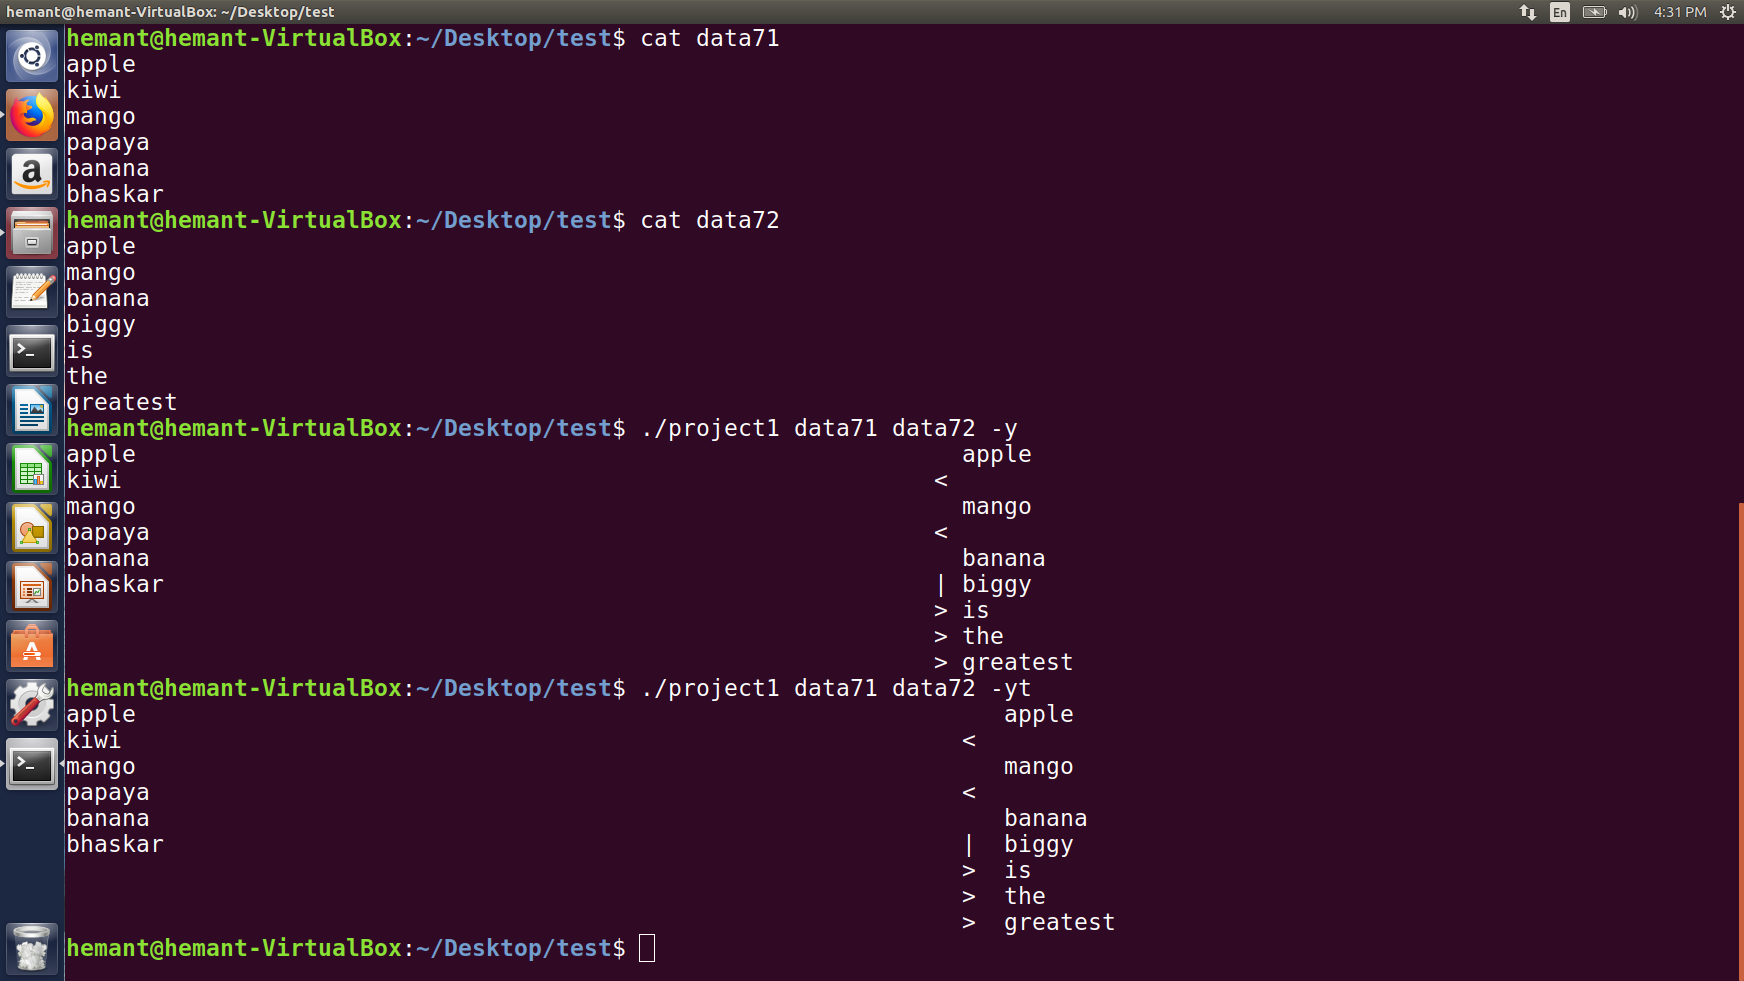 hemant@hemant-VirtualBox: ~/Desktop/test En 4:31 PM
hemant@hemant-VirtualBox:~/Desktop/test$ cat data71
apple
kiwi
mango
papaya
banana
bhaskar
hemant@hemant-VirtualBox:~/Desktop/test$ cat data72
apple
mango
banana
biggy
is
the
greatest
hemant@hemant-VirtualBox:~/Desktop/test$ ./project1 data71 data72 -y
apple apple
kiwi <
mango mango
papaya <
banana banana
bhaskar | biggy
> is
> the
> greatest
hemant@hemant-VirtualBox:~/Desktop/test$ ./project1 data71 data72 -yt
apple apple
kiwi <
mango mango
papaya <
banana banana
bhaskar | biggy
> is
> the
> greatest
hemant@hemant-VirtualBox:~/Desktop/test$